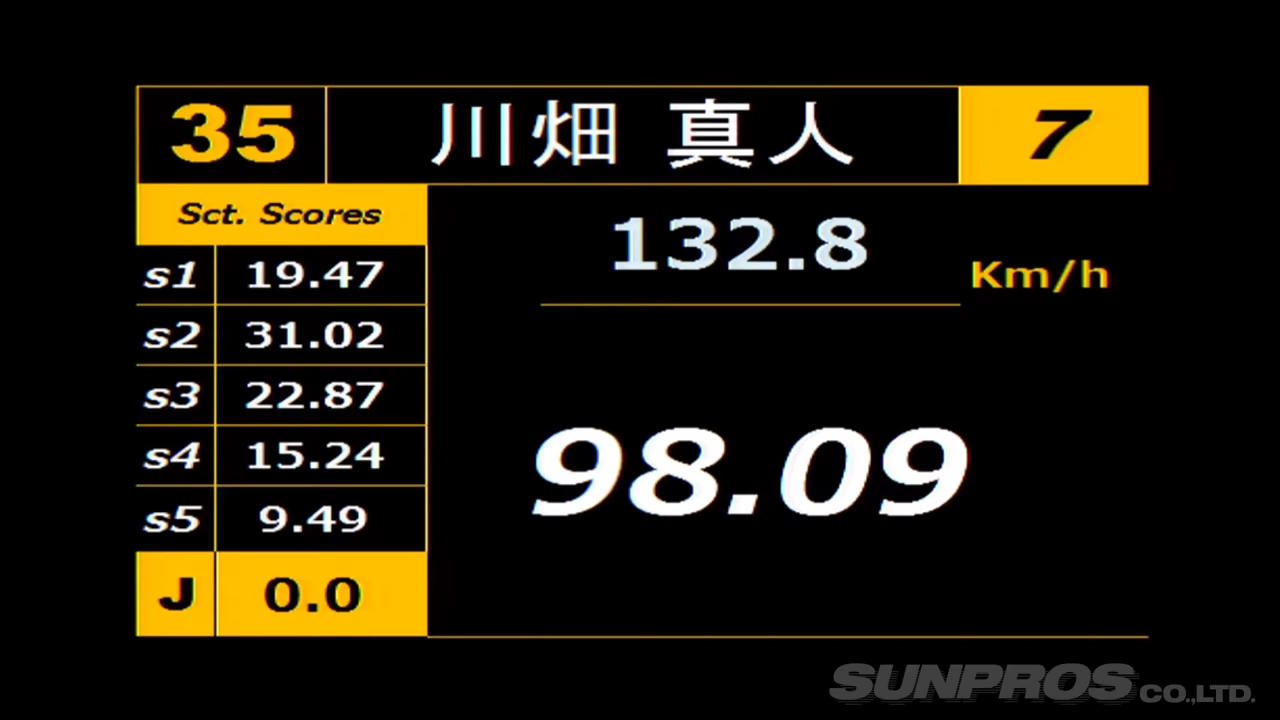 35 川畑 真人 7
Sct. Scores
132.8 Km/h
s1 19.47
s2 31.02
s3 22.87
s4 15.24
s5 9.49
98.09
J 0.0
SUNPROS CO.,LTD.